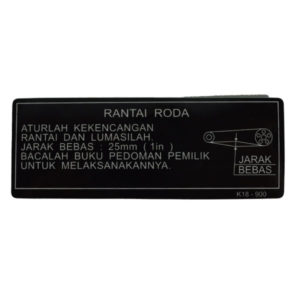 RANTAI RODA
ATURLAH KEKENCANGAN
RANTAI DAN LUMASILAH.
JARAK BEBAS : 25mm ( 1in )
BACALAH BUKU PEDOMAN PEMILIK
UNTUK MELAKSANAKANNYA.
JARAK
BEBAS
K18 - 900